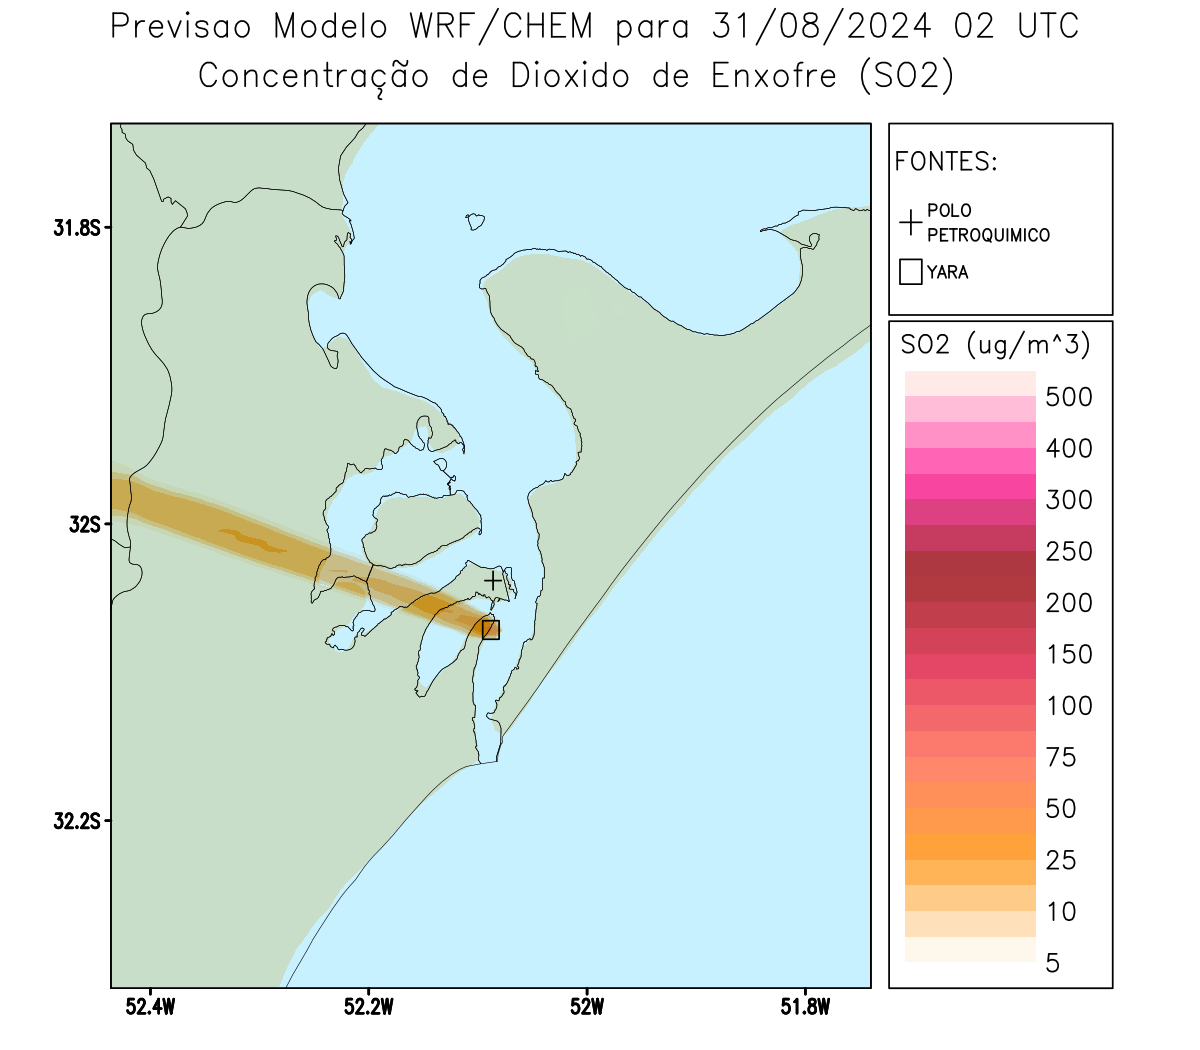 Previsao Modelo WRF/CHEM para 31/08/2024 02 UTC
Concentração de Dioxido de Enxofre (SO2)
FONTES:
POLO
PETROQUIMICO
YARA
SO2 (ug/m^3)
500
400
300
250
200
150
100
75
50
25
10
5
31.8S
32S
32.2S
52.4W
52.2W
52W
51.8W